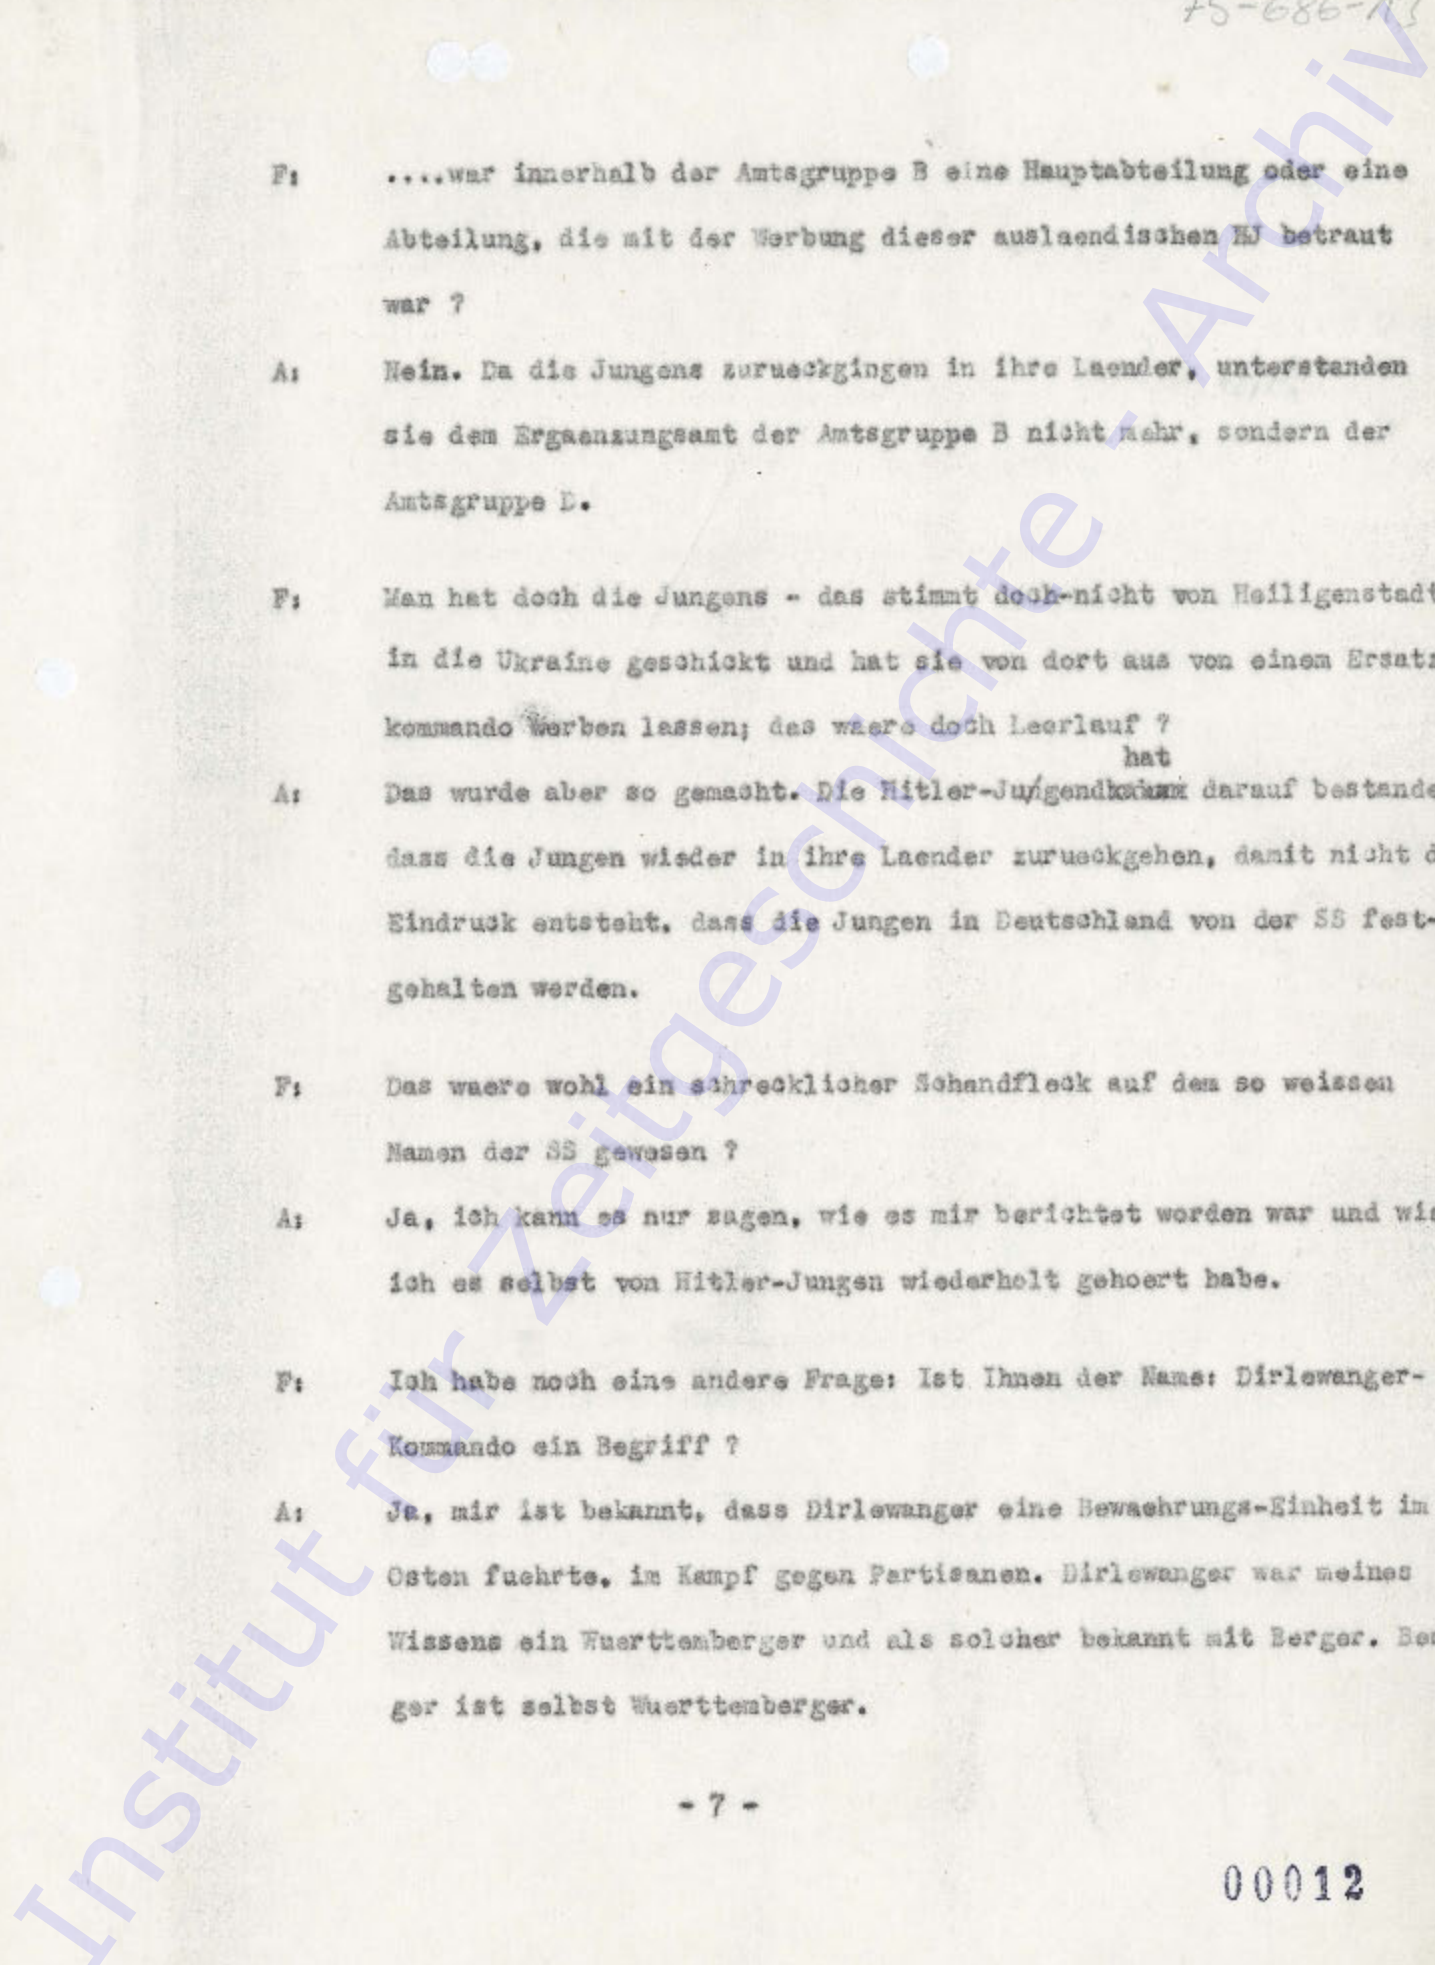 F: ....war innerhalb der Amtsgruppe B eine Hauptabteilung oder eine
Abteilung, die mit der Werbung dieser auslaendischen HJ betraut
war ?
A: Nein. Da die Jungens zurueckgingen in ihre Laender, unterstanden
sie dem Ergaenzungsamt der Amtsgruppe B nicht mehr, sondern der
Amtsgruppe D.
F: Man hat doch die Jungens - das stimmt doch-nicht von Heiligenstadt
in die Ukraine geschickt und hat sie von dort aus von einem Ersatz
kommando Werben lassen; das waere doch Leerlauf ?
hat
A: Das wurde aber so gemacht. Die Hitler-Ju/gend darauf bestande
dass die Jungen wieder in ihre Laender zurueckgehen, damit nicht d
Eindruck entsteht, dass die Jungen in Deutschland von der SS fest-
gehalten werden.
F: Das waere wohl ein schrecklicher Schandfleck auf dem so weissen
Namen der SS gewesen ?
A: Ja, ich kann es nur sagen, wie es mir berichtet worden war und wie
ich es selbst von Hitler-Jungen wiederholt gehoert habe.
F: Ich habe noch eine andere Frage: Ist Ihnen der Name: Dirlewanger-
Kommando ein Begriff ?
A: Ja, mir ist bekannt, dass Dirlewanger eine Bewaehrungs-Einheit im
Osten fuehrte, im Kampf gegen Partisanen. Dirlewanger war meines
Wissens ein Wuerttemberger und als solcher bekannt mit Berger. Ber
ger ist selbst Wuerttemberger.
- 7 -
00012
Institut für Zeitgeschichte - Archiv